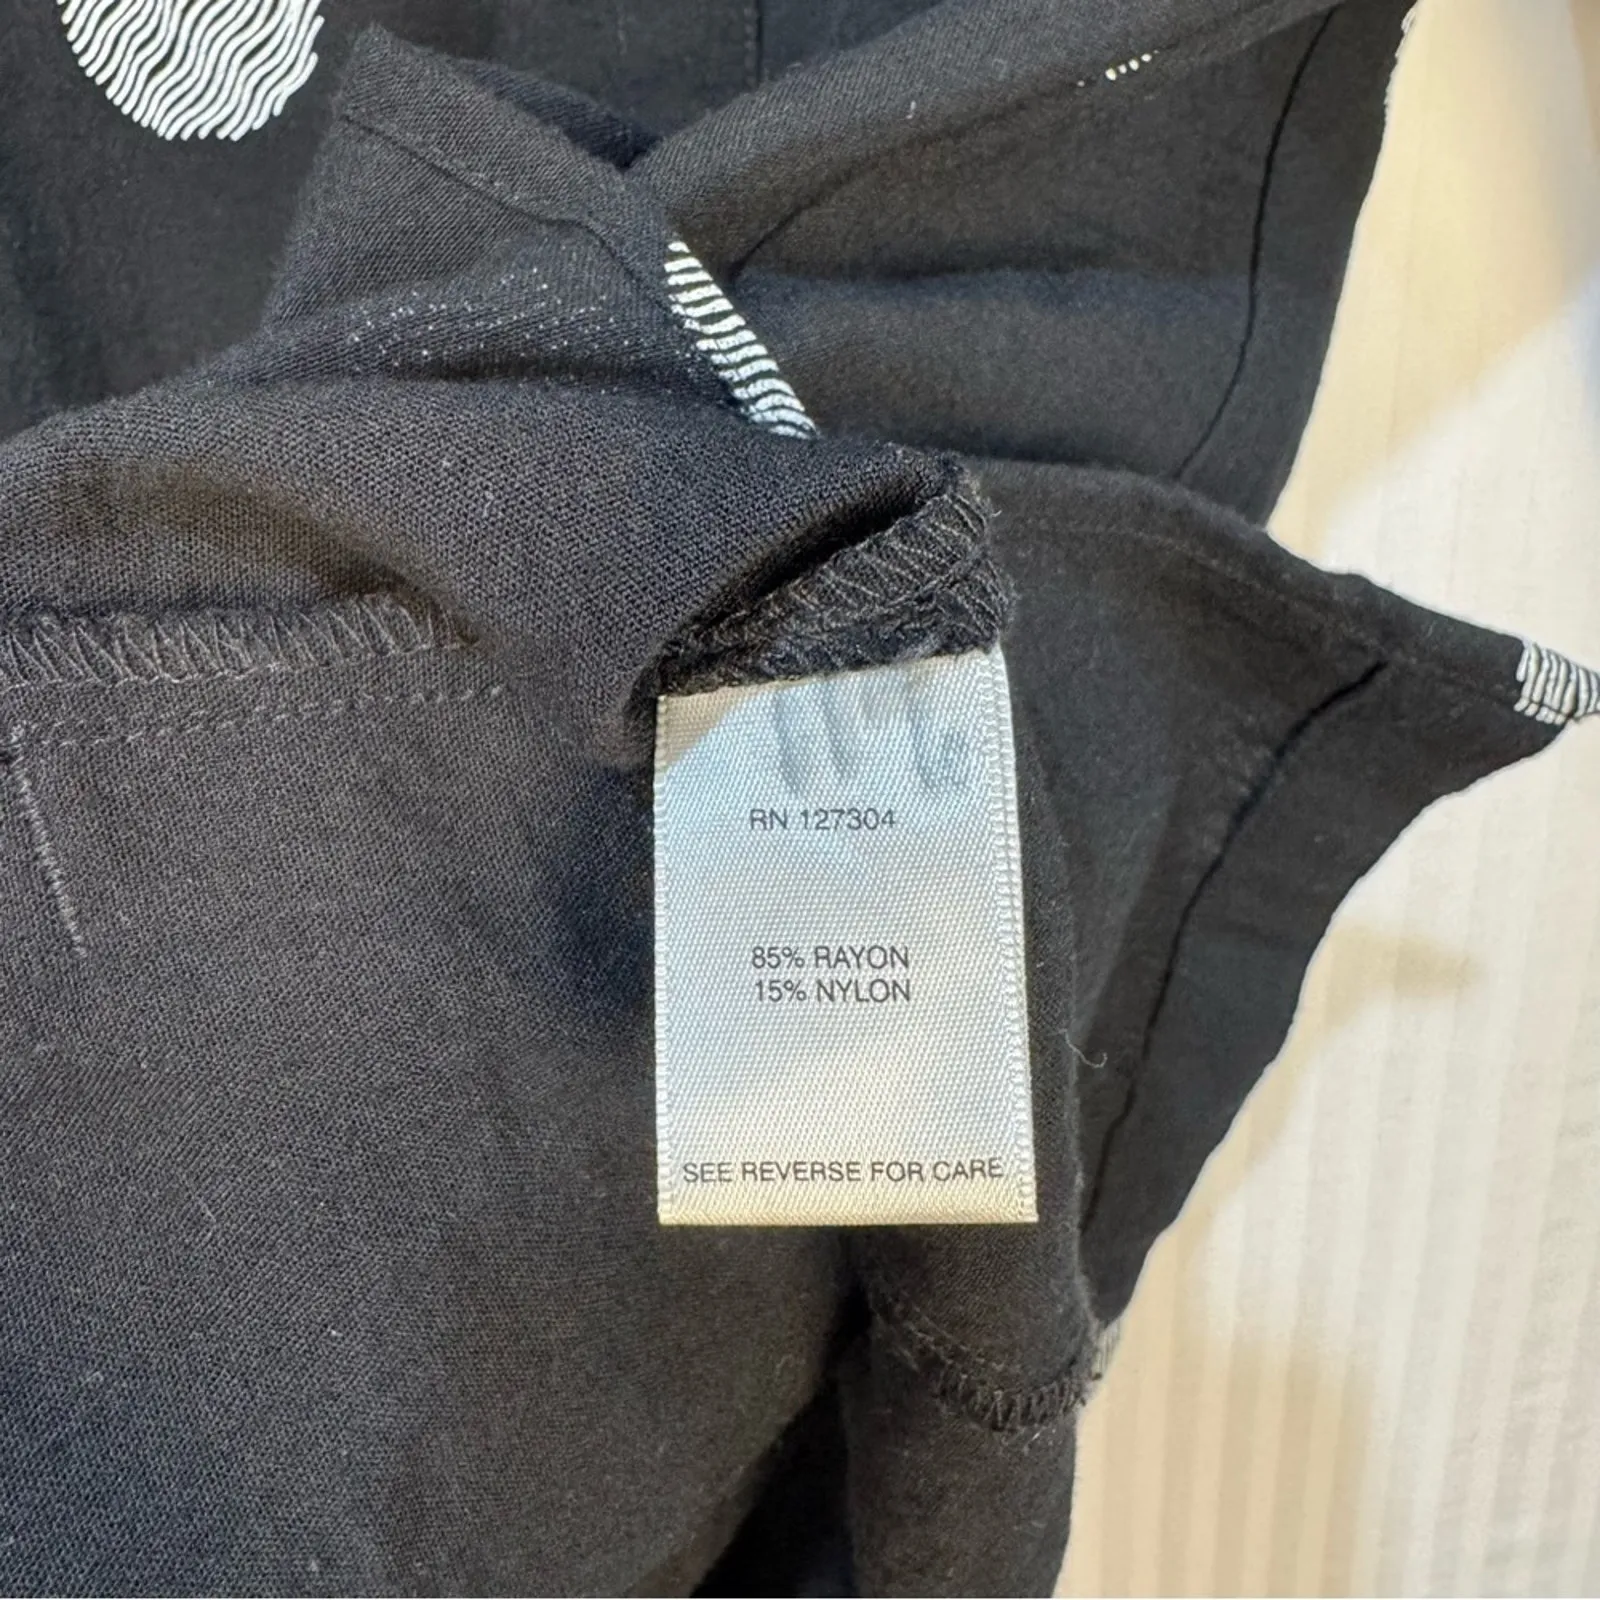 RN 127304
85% RAYON
15% NYLON
SEE REVERSE FOR CARE